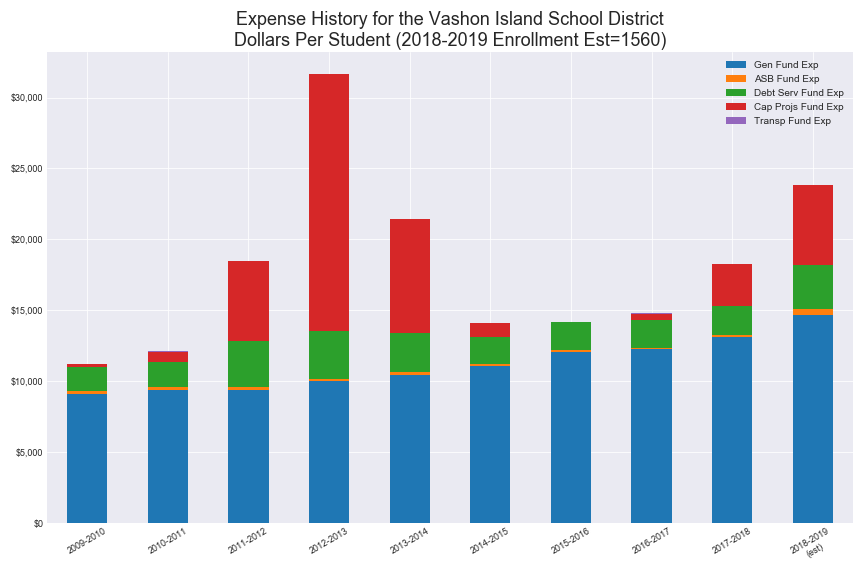 Expense History for the Vashon Island School District
Dollars Per Student (2018-2019 Enrollment Est=1560)
Gen Fund Exp
ASB Fund Exp
Debt Serv Fund Exp
Cap Projs Fund Exp
Transp Fund Exp
$30,000
$25,000
$20,000
$15,000
$10,000
$5,000
$0
2009-2010
2010-2011
2011-2012
2012-2013
2013-2014
2014-2015
2015-2016
2016-2017
2017-2018
2018-2019
(est)